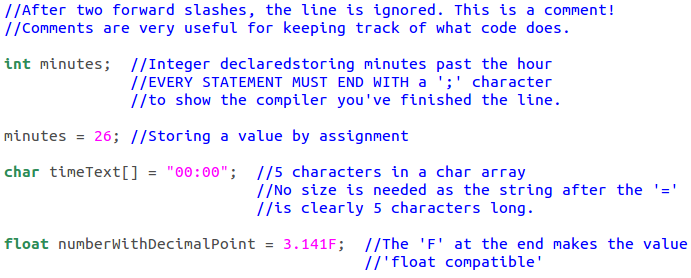 //After two forward slashes, the line is ignored. This is a comment!
//Comments are very useful for keeping track of what code does.
int minutes;  //Integer declaredstoring minutes past the hour
//EVERY STATEMENT MUST END WITH a ';' character
//to show the compiler you've finished the line.
minutes = 26; //Storing a value by assignment
char timeText[] = "00:00";  //5 characters in a char array
//No size is needed as the string after the '='
//is clearly 5 characters long.
float numberWithDecimalPoint = 3.141F;  //The 'F' at the end makes the value
//'float compatible'